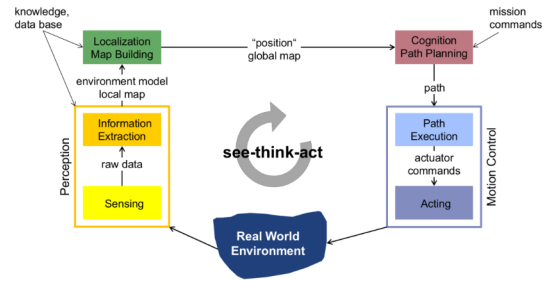 knowledge,
data base
Localization
Map Building
"position"
global map
Cognition
Path Planning
mission
commands
environment model
local map
path
Perception
Information
Extraction
raw data
Sensing
see-think-act
Path
Execution
actuator
commands
Acting
Motion Control
Real World
Environment